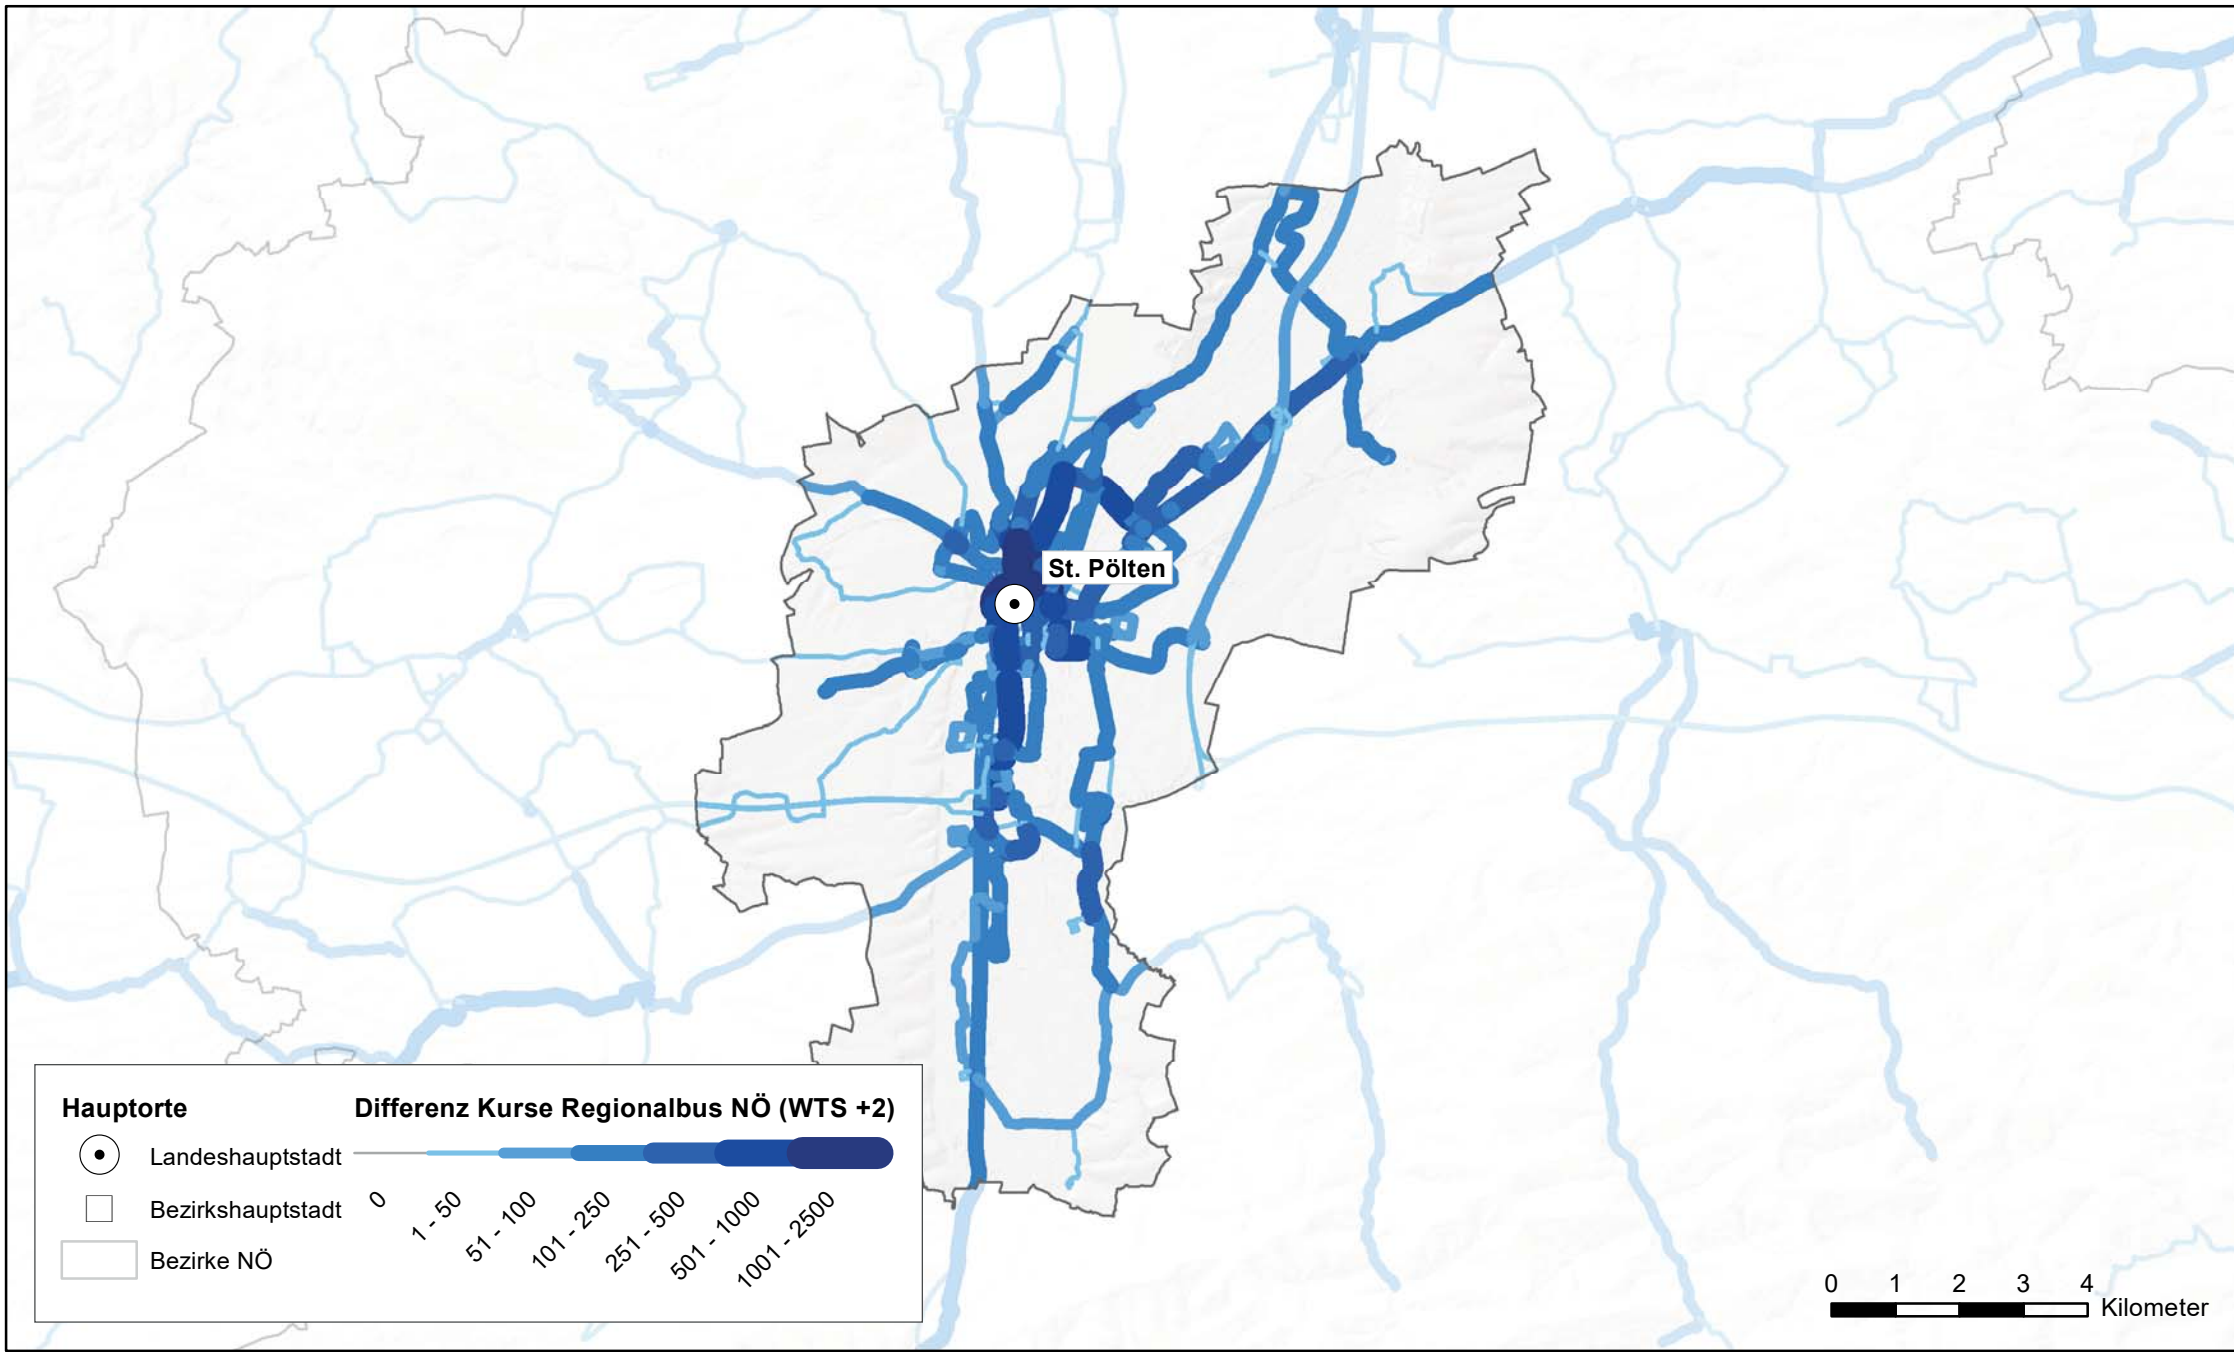 St. Pölten
Hauptorte
Landeshauptstadt
Bezirkshauptstadt
Bezirke NÖ
Differenz Kurse Regionalbus NÖ (WTS +2)
0
1 - 50
51 - 100
101 - 250
251 - 500
501 - 1000
1001 - 2500
0 1 2 3 4
Kilometer